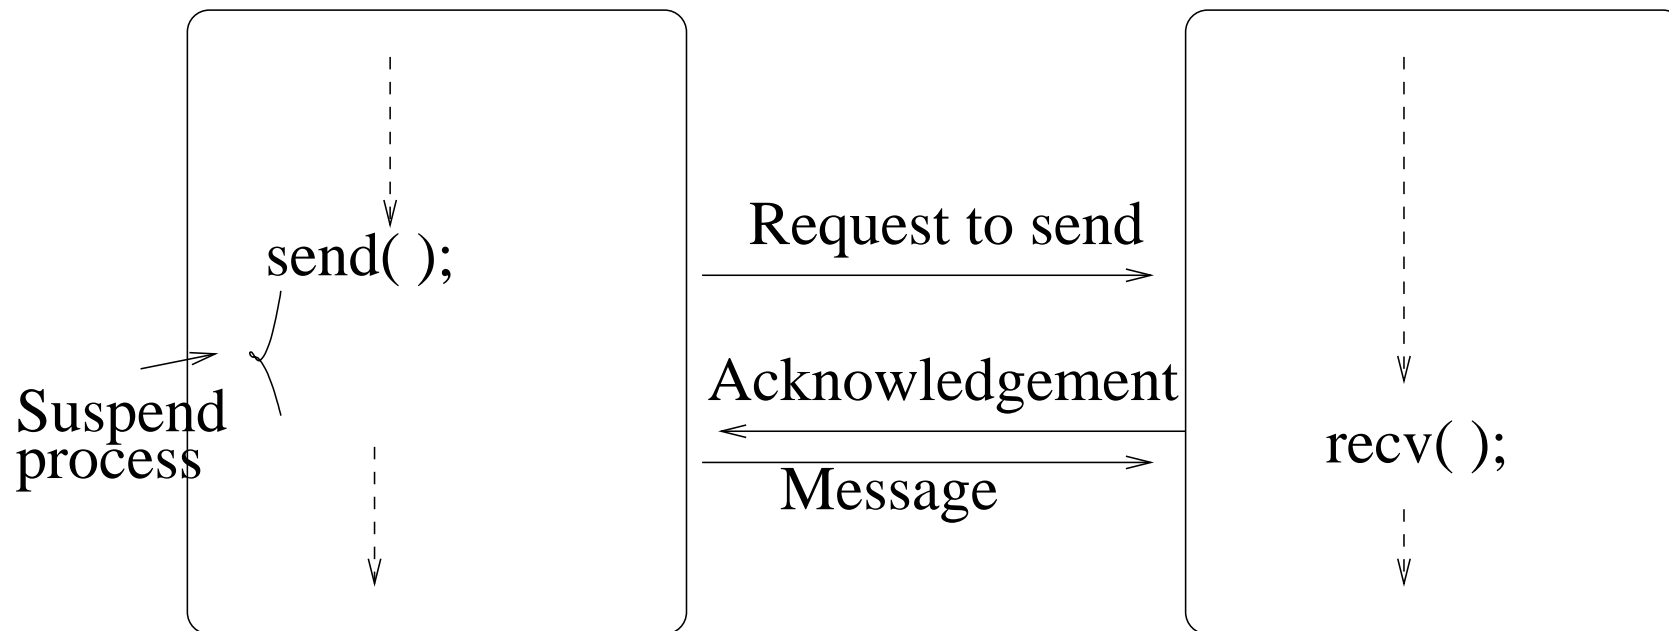 Request to send
send( );
Acknowledgement
Suspend
process
recv( );
Message